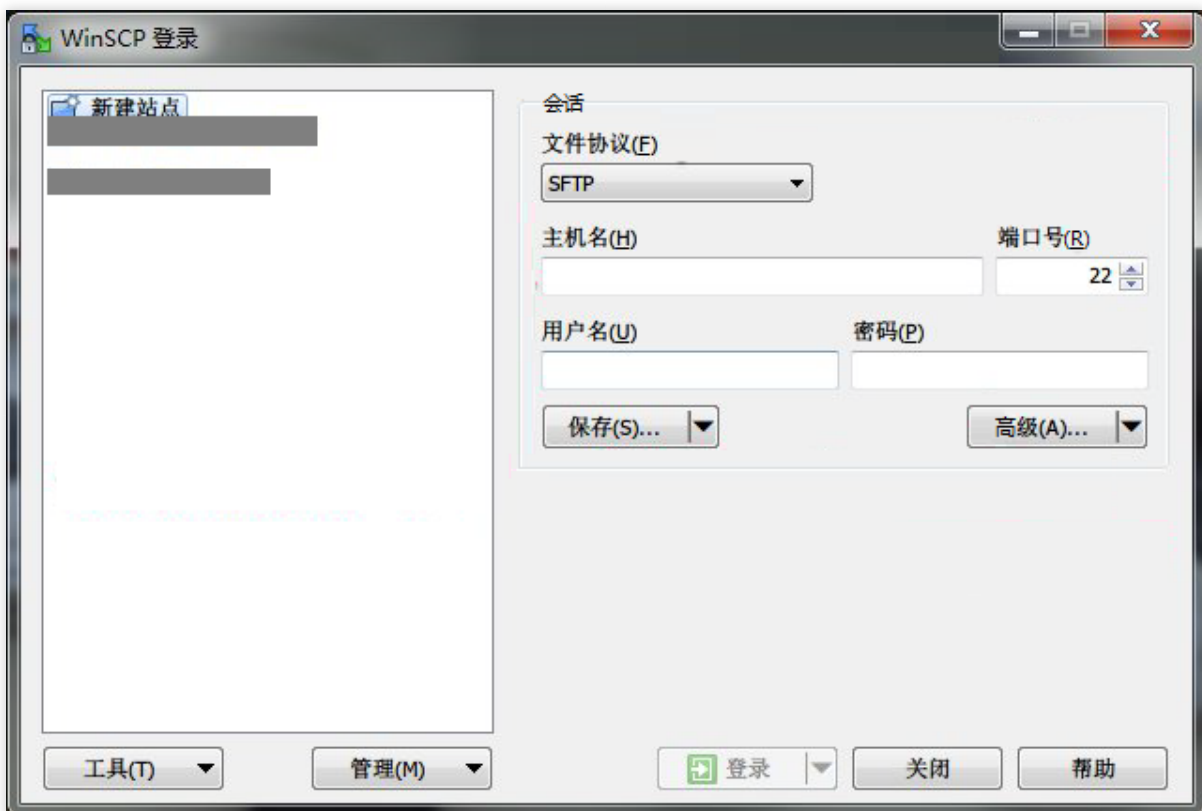 WinSCP 登录
新建站点
会话
文件协议(F)
SFTP
主机名(H) 端口号(R)
22
用户名(U) 密码(P)
保存(S)... 高级(A)...
工具(T) 管理(M) 登录 关闭 帮助